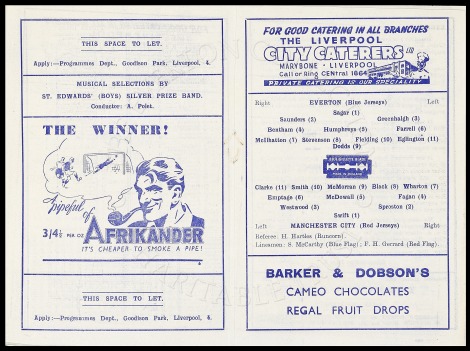 THIS SPACE TO LET.
Apply:—Programmes Dept., Goodison Park, Liverpool, 4.
MUSICAL SELECTIONS BY
ST. EDWARDS' (BOYS) SILVER PRIZE BAND.
Conductor: A. Point.
THE WINNER!
Pipeful of
AFRIKANDER
3/4½ PER OZ.
IT'S CHEAPER TO SMOKE A PIPE!
THIS SPACE TO LET.
Apply:—Programmes Dept., Goodison Park, Liverpool, 4.
FOR GOOD CATERING IN ALL BRANCHES
THE LIVERPOOL
CITY CATERERS LTD
MARYBONE - LIVERPOOL
Call or Ring CENTRAL 1664
PRIVATE CATERING IS OUR SPECIALITY
Right EVERTON (Blue Jerseys) Left
Sagar (1)
Saunders (2) Greenhalgh (3)
Bentham (4) Humphreys (5) Farrell (6)
McIlhatton (7) Stevenson (8) Fielding (10) Eglington (11)
Dodds (9)
Clarke (11) Smith (10) McMorran (9) Black (8) Wharton (7)
Emptage (6) McDowell (5) Fagan (4)
Westwood (3) Sproston (2)
Swift (1)
Left MANCHESTER CITY (Red Jerseys) Right
Referee: H. Hartles (Runcorn).
Linesmen: S. McCarthy (Blue Flag); F. H. Gerrard (Red Flag).
BARKER & DOBSON'S
CAMEO CHOCOLATES
REGAL FRUIT DROPS